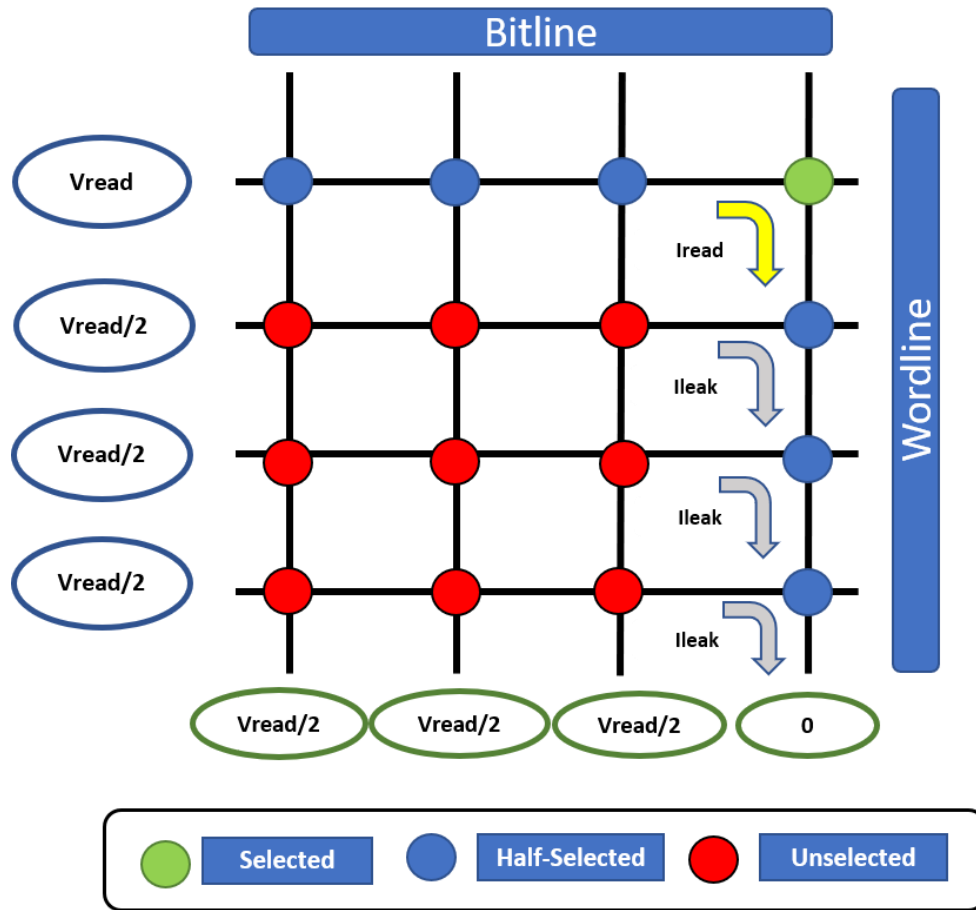 Bitline
Wordline
Vread
Iread
Vread/2
Ileak
Vread/2
Ileak
Vread/2
Ileak
Vread/2
Vread/2
Vread/2
0
Selected
Half-Selected
Unselected